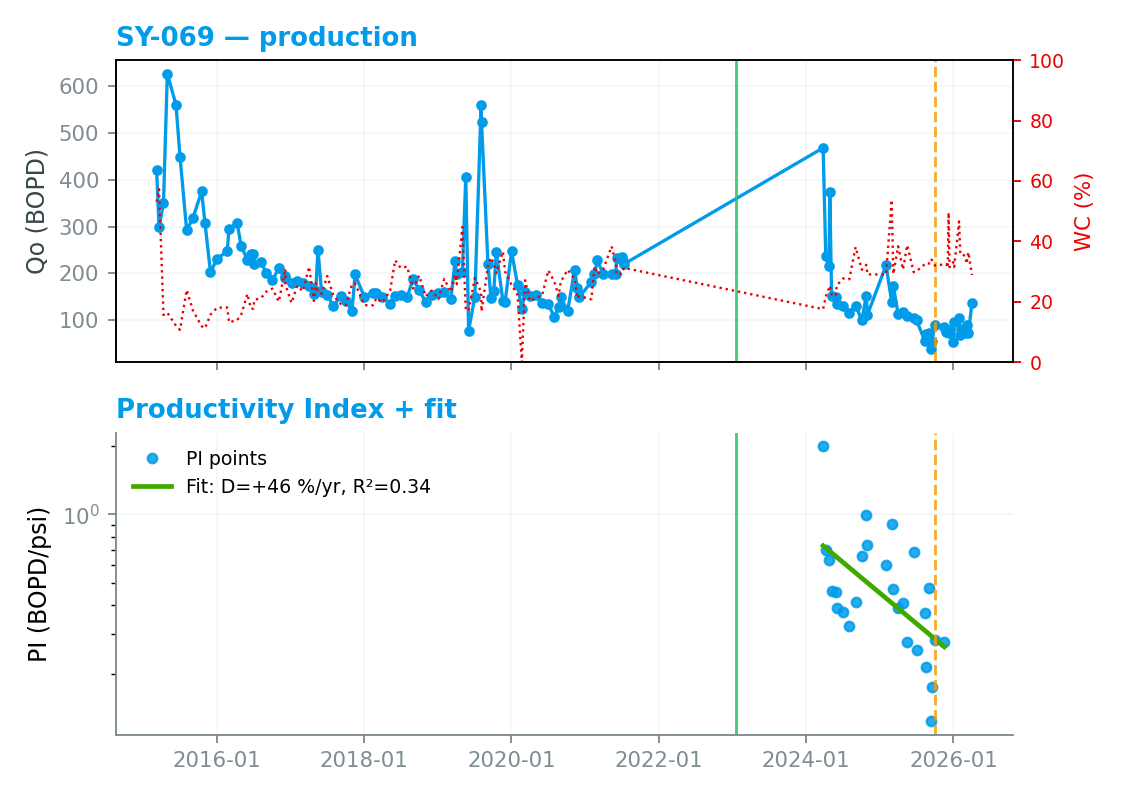 SY-069 — production
600
500
400
300
200
100
Qo (BOPD)
100
80
60
40
20
0
WC (%)
Productivity Index + fit
PI points
Fit: D=+46 %/yr, R²=0.34
10⁰
PI (BOPD/psi)
2016-01
2018-01
2020-01
2022-01
2024-01
2026-01